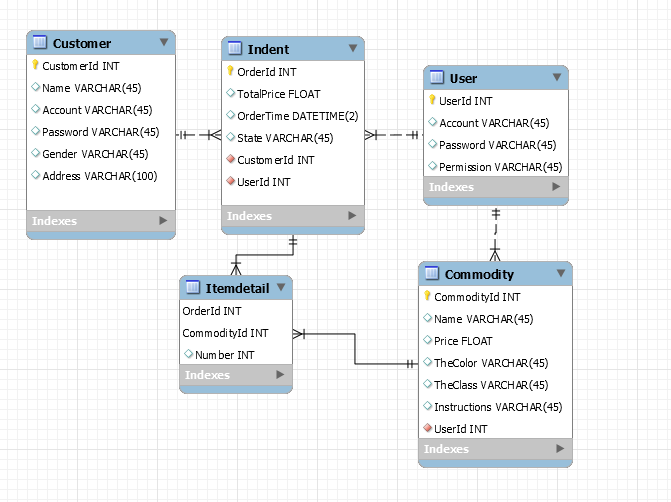 Customer
CustomerId INT
Name VARCHAR(45)
Account VARCHAR(45)
Password VARCHAR(45)
Gender VARCHAR(45)
Address VARCHAR(100)
Indexes
Indent
OrderId INT
TotalPrice FLOAT
OrderTime DATETIME(2)
State VARCHAR(45)
CustomerId INT
UserId INT
Indexes
User
UserId INT
Account VARCHAR(45)
Password VARCHAR(45)
Permission VARCHAR(45)
Indexes
Itemdetail
OrderId INT
CommodityId INT
Number INT
Indexes
Commodity
CommodityId INT
Name VARCHAR(45)
Price FLOAT
TheColor VARCHAR(45)
TheClass VARCHAR(45)
Instructions VARCHAR(45)
UserId INT
Indexes